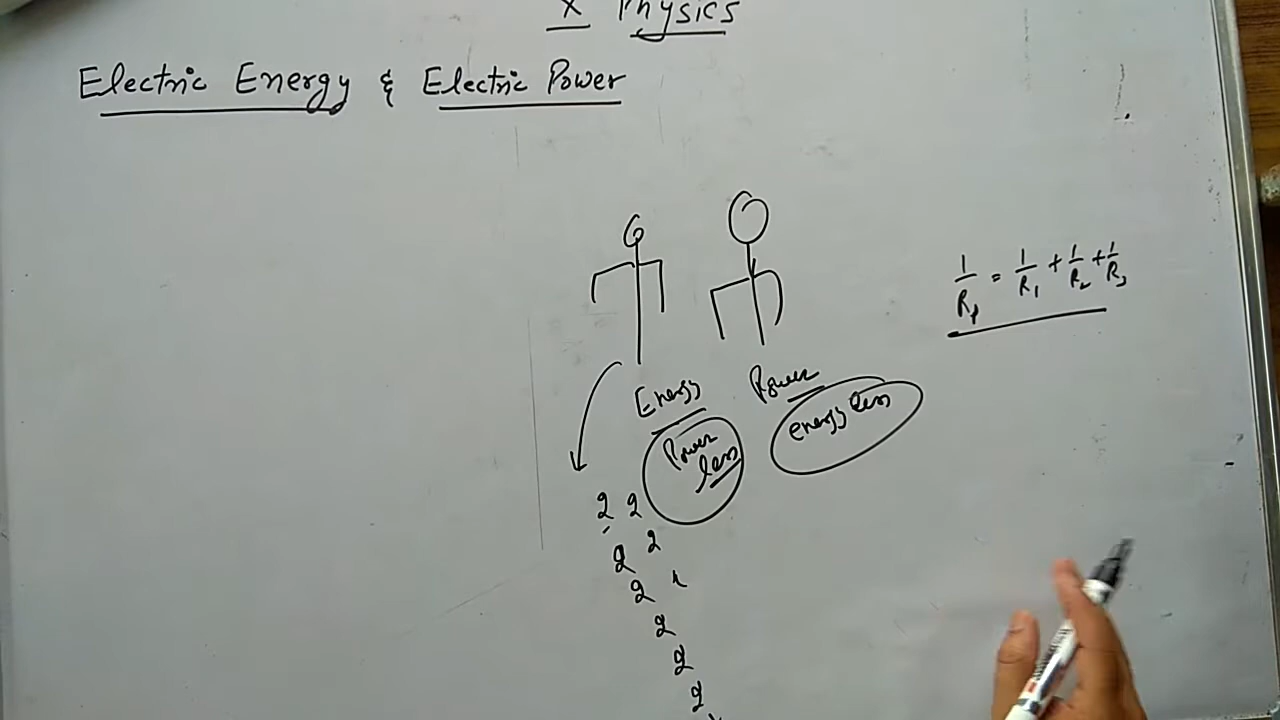 X Physics
Electric Energy & Electric Power
1/Rp = 1/R1 + 1/R2 + 1/R3
Energy Power
Power less
energy less
2 2
2 2
2 1
2
2
2